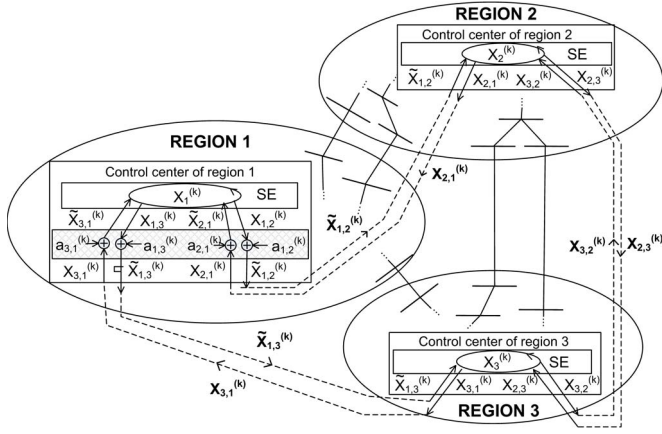 REGION 2
Control center of region 2
X₂⁽ᵏ⁾ SE
X̃₁,₂⁽ᵏ⁾ X₂,₁⁽ᵏ⁾ X₃,₂⁽ᵏ⁾ X₂,₃⁽ᵏ⁾
REGION 1
Control center of region 1
X₁⁽ᵏ⁾ SE
X̃₃,₁⁽ᵏ⁾ X₁,₃⁽ᵏ⁾ X̃₂,₁⁽ᵏ⁾ X₁,₂⁽ᵏ⁾
a₃,₁⁽ᵏ⁾ a₁,₃⁽ᵏ⁾ a₂,₁⁽ᵏ⁾ a₁,₂⁽ᵏ⁾
X₃,₁⁽ᵏ⁾ X̃₁,₃⁽ᵏ⁾ X₂,₁⁽ᵏ⁾ X̃₁,₂⁽ᵏ⁾
X₂,₁⁽ᵏ⁾
X̃₁,₂⁽ᵏ⁾
X₃,₂⁽ᵏ⁾ X₂,₃⁽ᵏ⁾
X̃₁,₃⁽ᵏ⁾
X₃,₁⁽ᵏ⁾
Control center of region 3
X₃⁽ᵏ⁾ SE
X̃₁,₃⁽ᵏ⁾ X₃,₁⁽ᵏ⁾ X₂,₃⁽ᵏ⁾ X₃,₂⁽ᵏ⁾
REGION 3